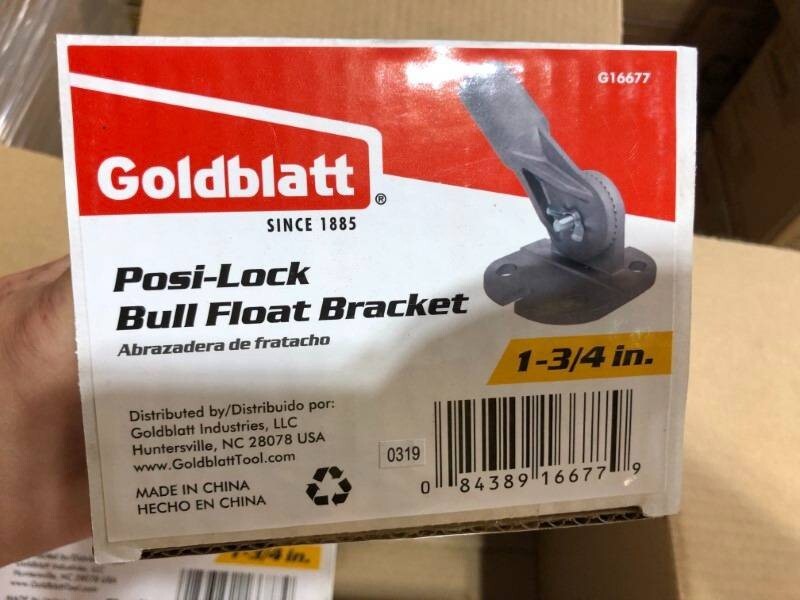 G16677
Goldblatt®
SINCE 1885
Posi-Lock
Bull Float Bracket
Abrazadera de fratacho
1-3/4 in.
Distributed by/Distribuido por:
Goldblatt Industries, LLC
Huntersville, NC 28078 USA
www.GoldblattTool.com
MADE IN CHINA
HECHO EN CHINA
0319
0 84389 16677 9
1-3/4 in.